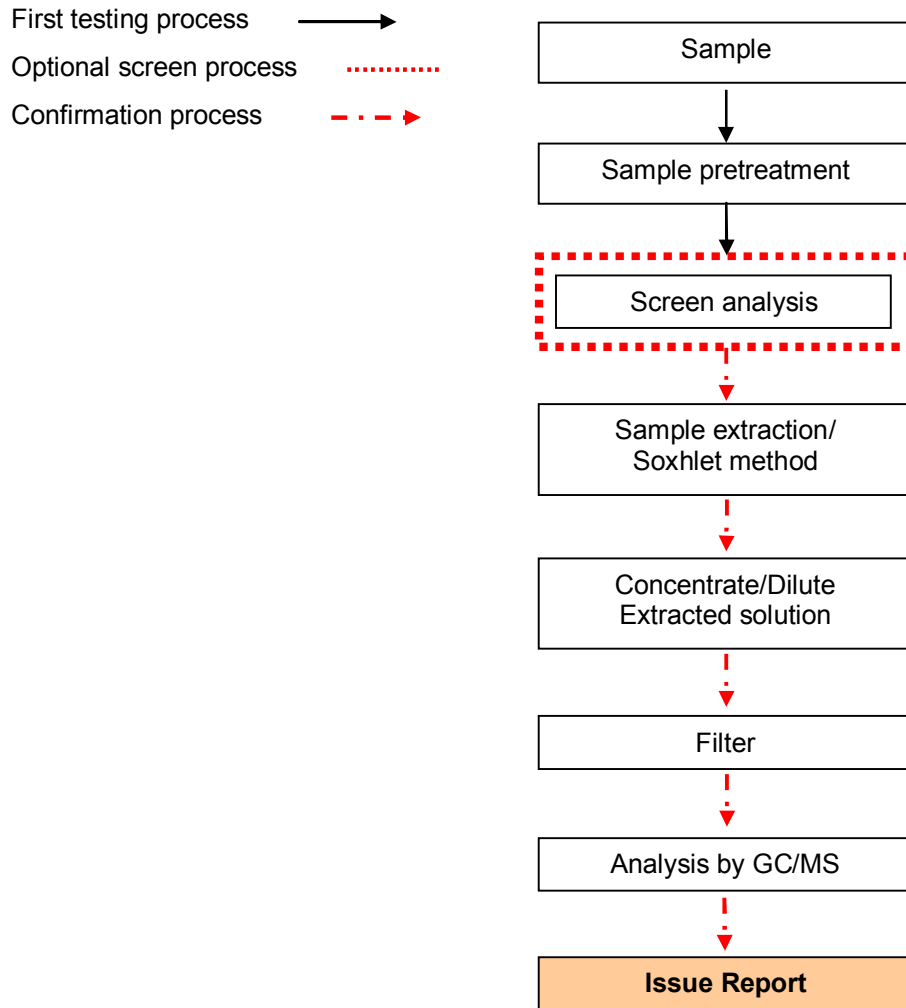 First testing process
Optional screen process
Confirmation process
Sample
Sample pretreatment
Screen analysis
Sample extraction/
Soxhlet method
Concentrate/Dilute
Extracted solution
Filter
Analysis by GC/MS
Issue Report